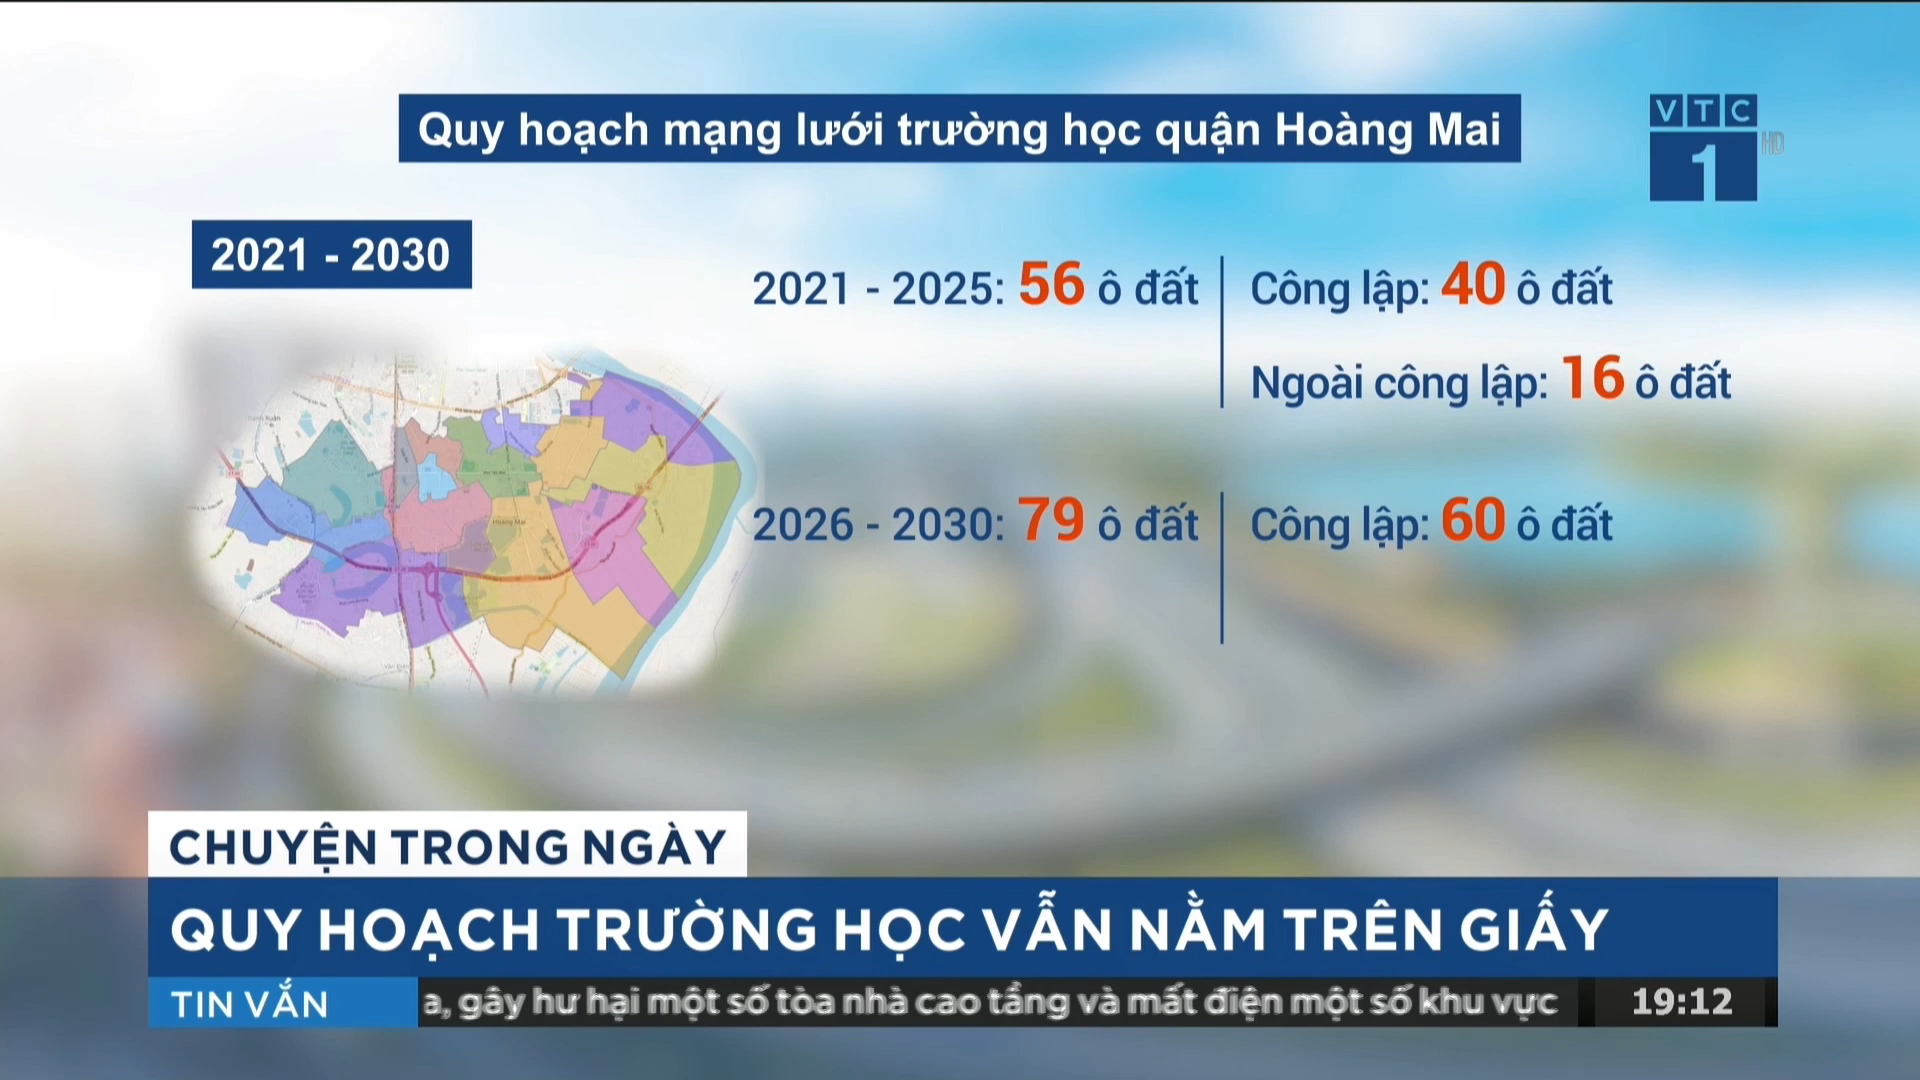 Quy hoạch mạng lưới trường học quận Hoàng Mai
VTC
1
HD
2021 - 2030
2021 - 2025: 56 ô đất
Công lập: 40 ô đất
Ngoài công lập: 16 ô đất
2026 - 2030: 79 ô đất
Công lập: 60 ô đất
Hoàng Mai
CHUYỆN TRONG NGÀY
QUY HOẠCH TRƯỜNG HỌC VẪN NẰM TRÊN GIẤY
TIN VẮN
a, gây hư hại một số tòa nhà cao tầng và mất điện một số khu vực
19:12